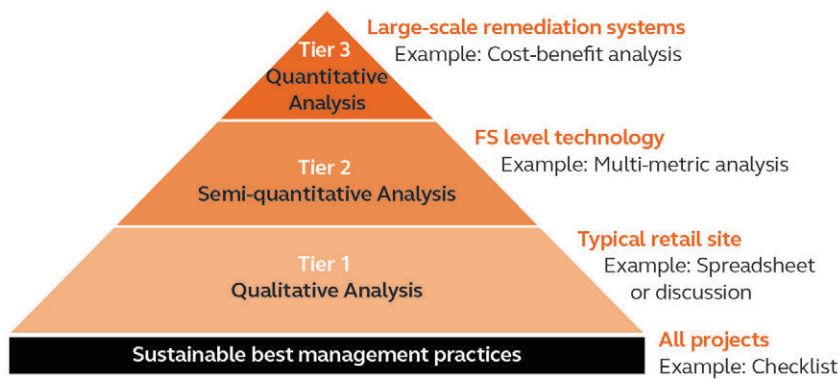 Tier 3
Quantitative
Analysis
Large-scale remediation systems
Example: Cost-benefit analysis
Tier 2
Semi-quantitative Analysis
FS level technology
Example: Multi-metric analysis
Tier 1
Qualitative Analysis
Typical retail site
Example: Spreadsheet
or discussion
Sustainable best management practices
All projects
Example: Checklist